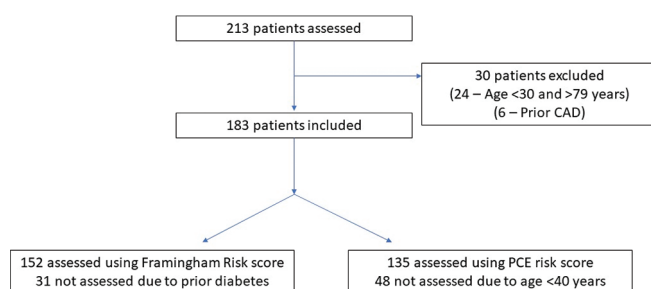 213 patients assessed
30 patients excluded
(24 – Age <30 and >79 years)
(6 – Prior CAD)
183 patients included
152 assessed using Framingham Risk score
31 not assessed due to prior diabetes
135 assessed using PCE risk score
48 not assessed due to age <40 years